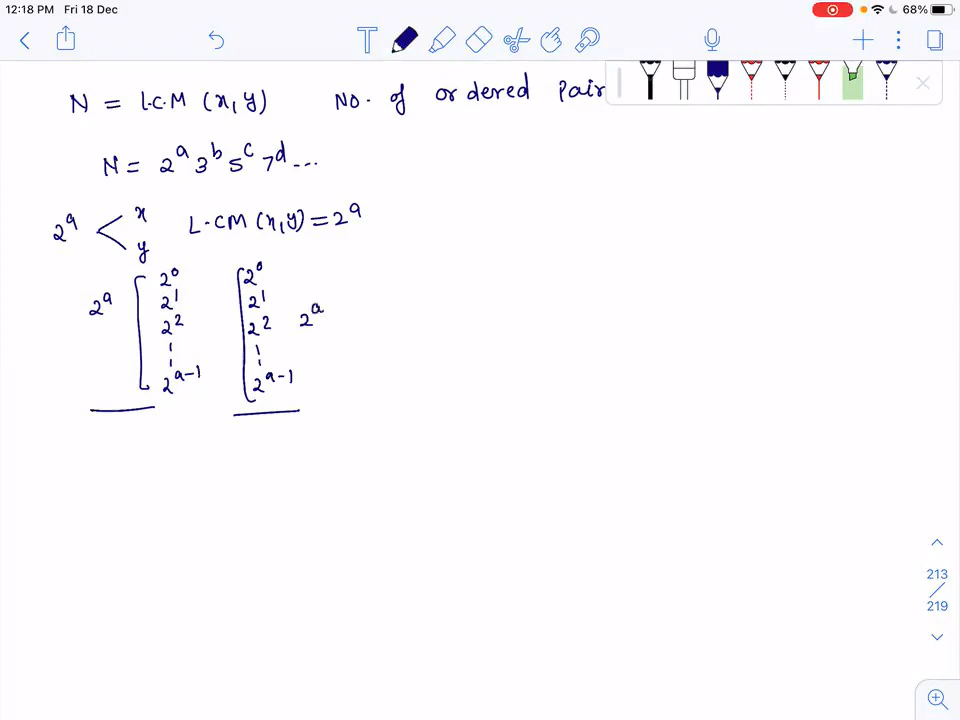 12:18 PM Fri 18 Dec 68%
T
N = L.C.M (x,y) No. of ordered pair
N = 2^a 3^b 5^c 7^d ...
2^a < x y L.CM (x,y) = 2^a
2^a [ 2^0 [ 2^0 2^a
2^1 2^1
2^2 2^2
2^a-1 2^a-1
213
219